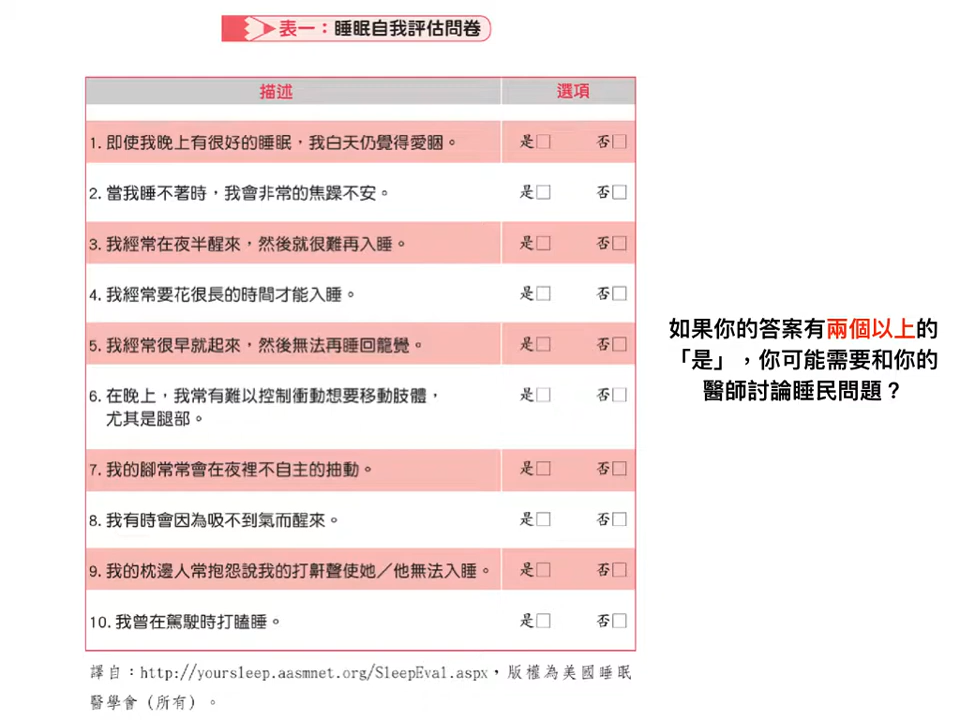 表一：睡眠自我評估問卷
描述 選項
1. 即使我晚上有很好的睡眠，我白天仍覺得愛睏。 是□ 否□
2. 當我睡不著時，我會非常的焦躁不安。 是□ 否□
3. 我經常在夜半醒來，然後就很難再入睡。 是□ 否□
4. 我經常要花很長的時間才能入睡。 是□ 否□
5. 我經常很早就起來，然後無法再睡回籠覺。 是□ 否□
6. 在晚上，我常有難以控制衝動想要移動肢體， 是□ 否□
尤其是腿部。
7. 我的腳常常會在夜裡不自主的抽動。 是□ 否□
8. 我有時會因為吸不到氣而醒來。 是□ 否□
9. 我的枕邊人常抱怨說我的打鼾聲使她／他無法入睡。 是□ 否□
10. 我曾在駕駛時打瞌睡。 是□ 否□
譯自：http://yoursleep.aasmnet.org/SleepEval.aspx，版權為美國睡眠
醫學會（所有）。
如果你的答案有兩個以上的
「是」，你可能需要和你的
醫師討論睡民問題？